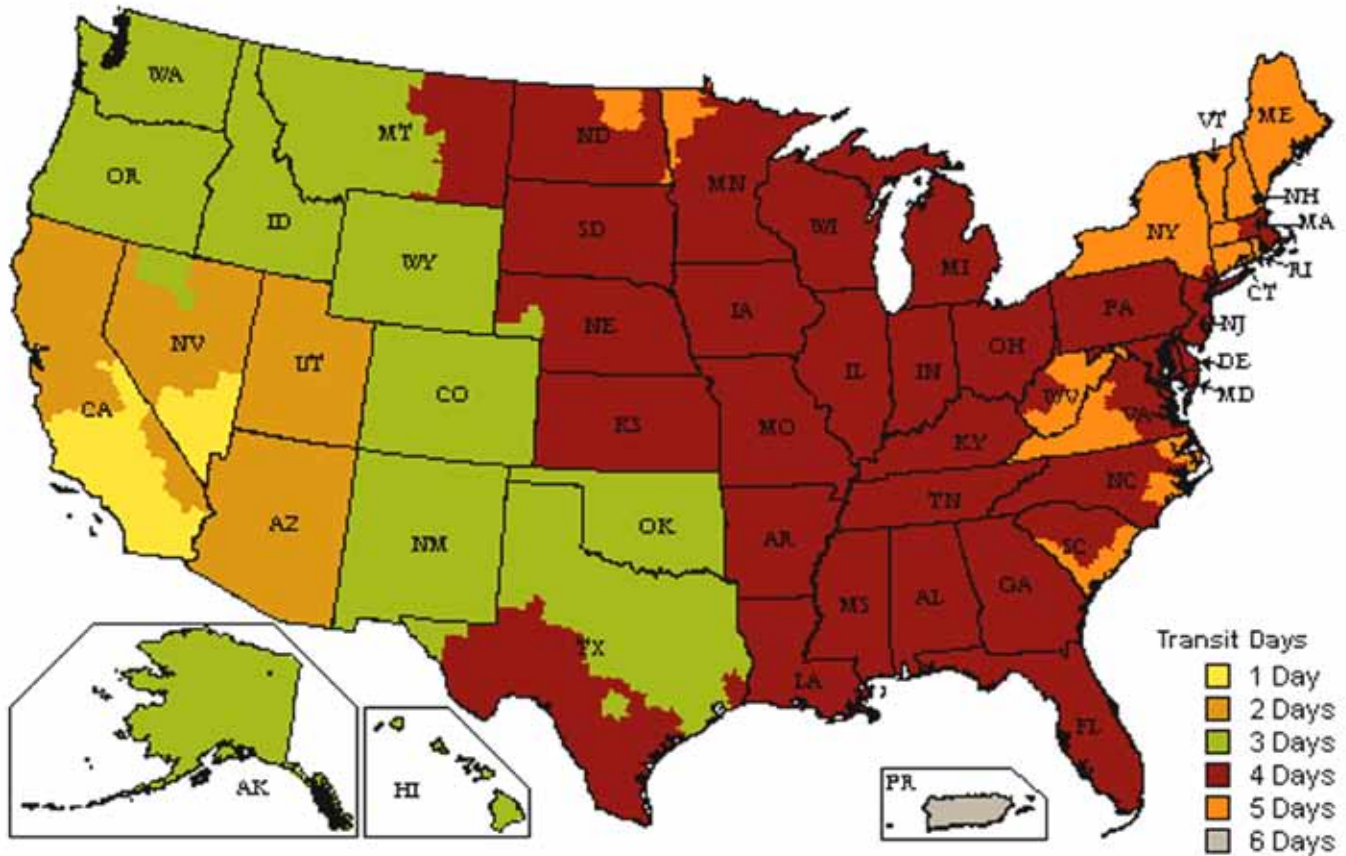 WA
MT
ND
MN
VT
ME
OR
ID
SD
WI
NH
MA
WY
MI
NY
RI
CT
IA
PA
NE
NJ
NV
UT
OH
DE
IL
IN
CO
WV
MD
CA
VA
KS
MO
KY
NC
TN
OK
AZ
NM
AR
SC
MS
AL
GA
TX
LA
FL
AK
HI
PR
Transit Days
1 Day
2 Days
3 Days
4 Days
5 Days
6 Days